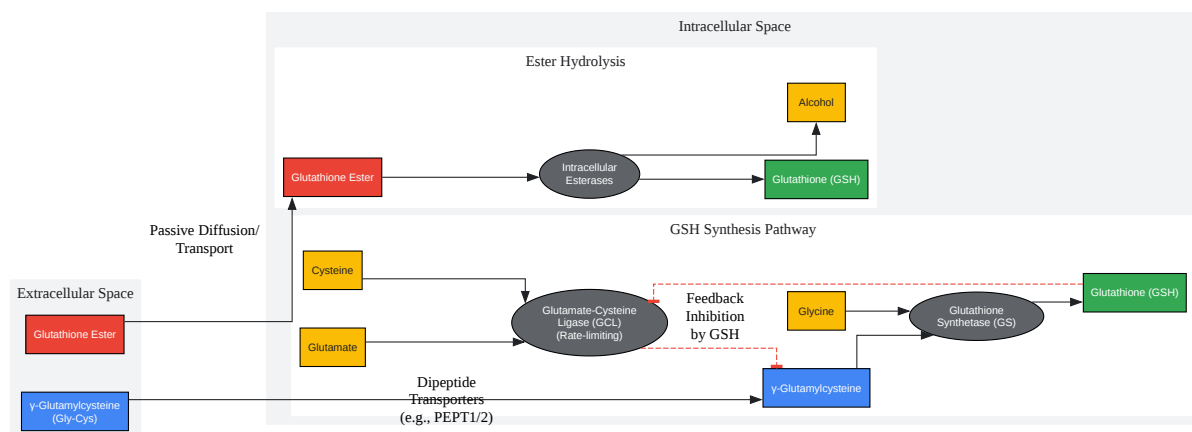 Intracellular Space
Ester Hydrolysis
Alcohol
Glutathione Ester
Intracellular
Esterases
Glutathione (GSH)
Passive Diffusion/
Transport
GSH Synthesis Pathway
Cysteine
Glutamate
Glutamate-Cysteine
Ligase (GCL)
(Rate-limiting)
Feedback
Inhibition
by GSH
Glycine
Glutathione
Synthetase (GS)
Glutathione (GSH)
Extracellular Space
Glutathione Ester
γ-Glutamylcysteine
(Gly-Cys)
Dipeptide
Transporters
(e.g., PEPT1/2)
γ-Glutamylcysteine